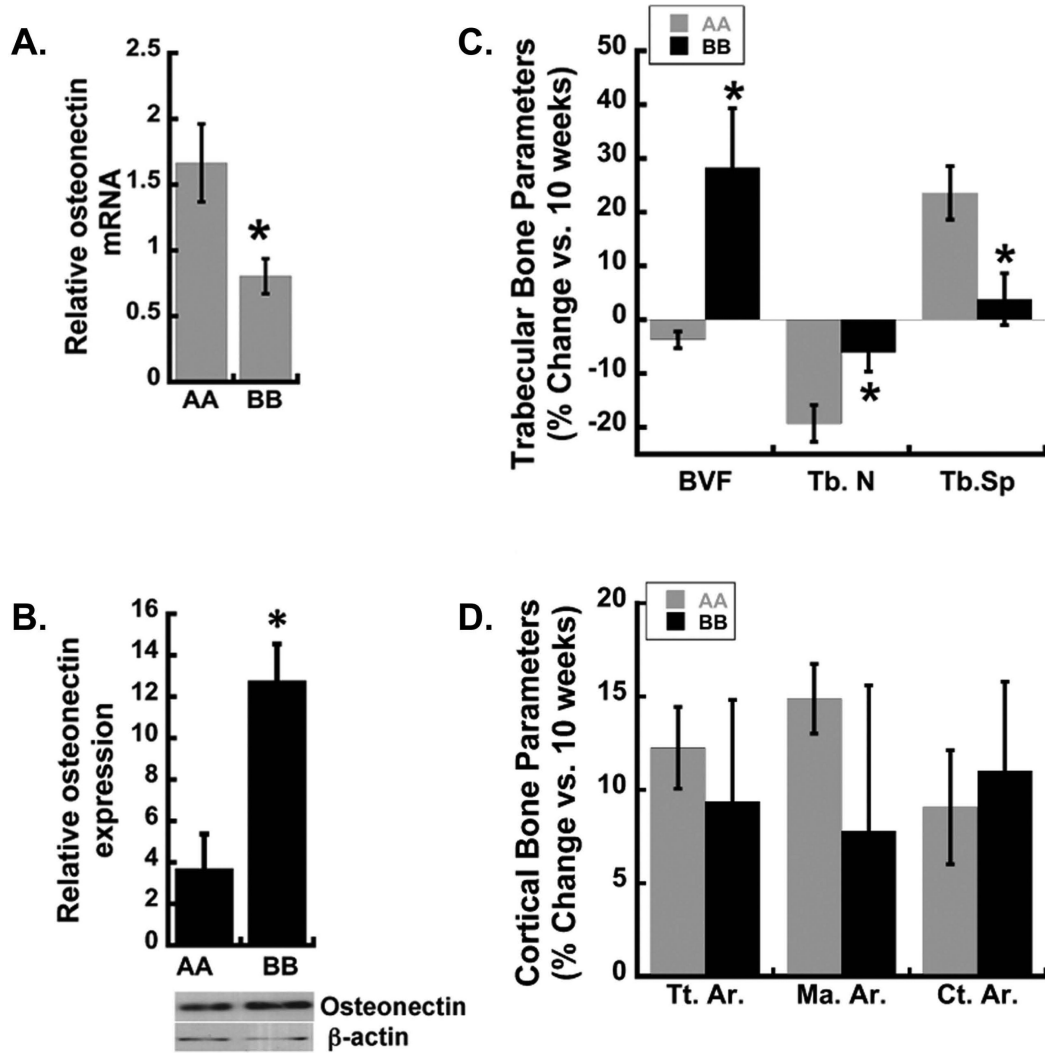 A.
Relative osteonectin
mRNA
2.5
2
1.5
1
0.5
0
*
AA BB
C.
Trabecular Bone Parameters
(% Change vs. 10 weeks)
AA
BB
50
40
30
20
10
0
-10
-20
*
*
*
BVF Tb. N Tb.Sp
B.
Relative osteonectin
expression
16
14
12
10
8
6
4
2
0
*
AA BB
Osteonectin
β-actin
D.
Cortical Bone Parameters
(% Change vs. 10 weeks)
AA
BB
20
15
10
5
0
Tt. Ar. Ma. Ar. Ct. Ar.